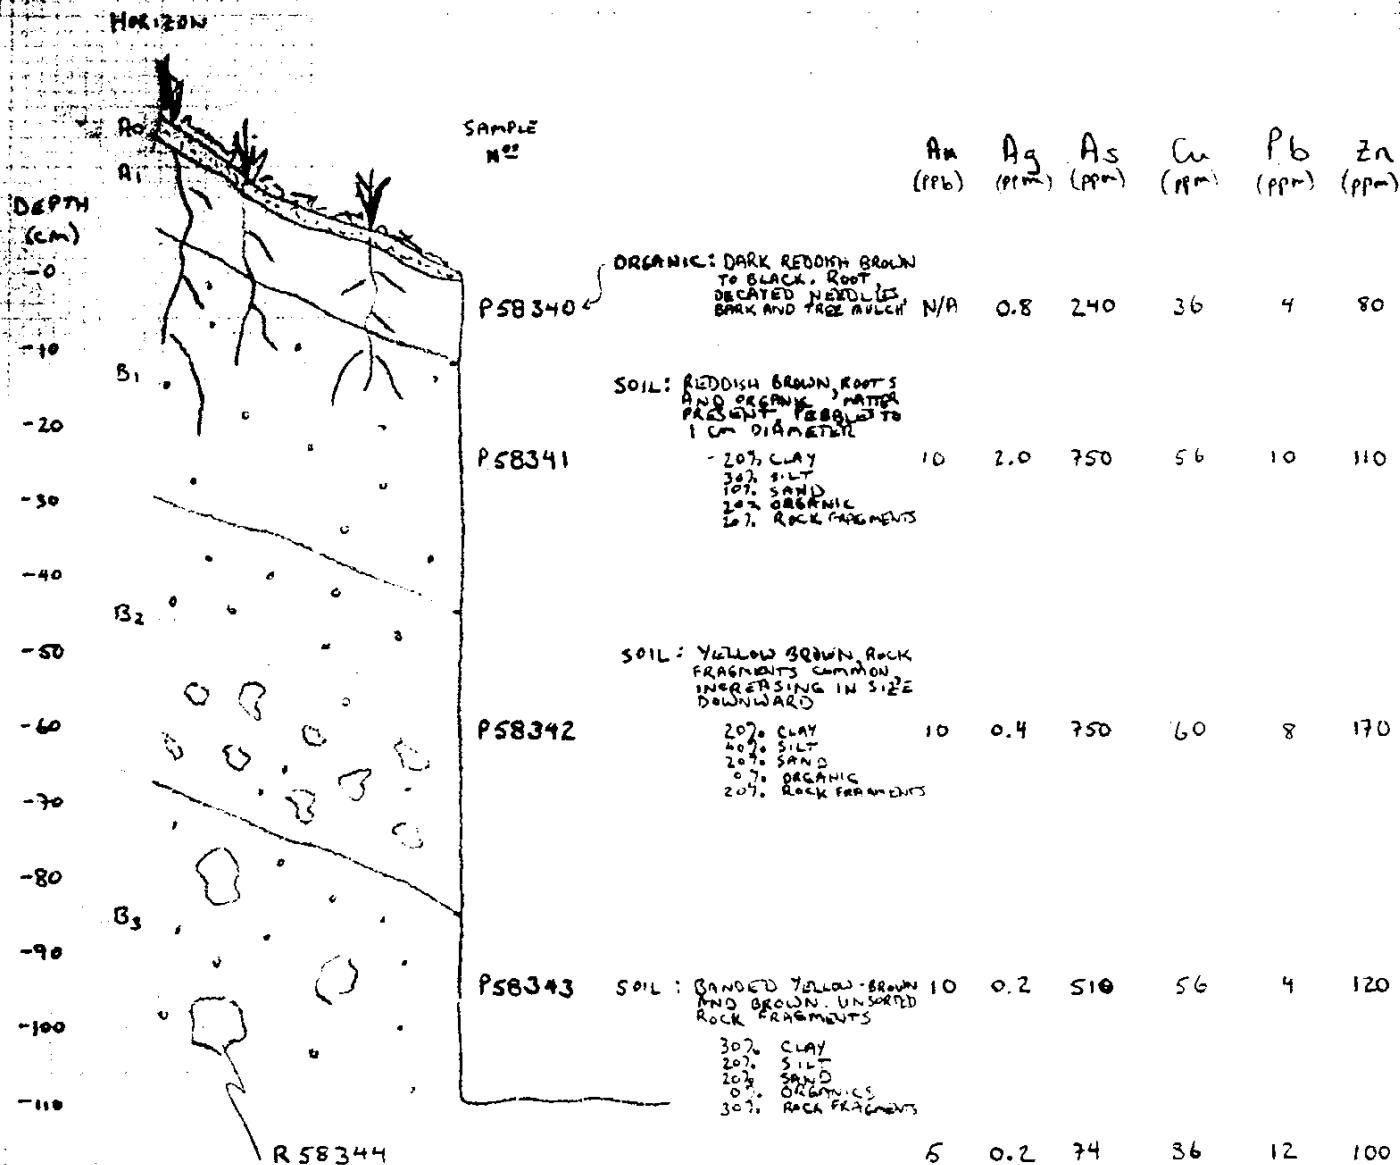 HORIZON
SAMPLE
Nos
Au Ag As Cu Pb Zn
(ppb) (ppm) (ppm) (ppm) (ppm) (ppm)
A0
A1
DEPTH
(cm)
-0
ORGANIC: DARK REDDISH BROWN
TO BLACK. ROOT,
DECAYED NEEDLES,
BARK AND TREE MULCH
P58340 N/A 0.8 240 36 4 80
-10
B1
SOIL: REDDISH BROWN, ROOTS
AND ORGANIC MATTER
PRESENT, PEBBLES TO
1 cm DIAMETER
-20
P58341 10 2.0 750 56 10 110
- 20% CLAY
30% SILT
10% SAND
20% ORGANIC
20% ROCK FRAGMENTS
-30
-40
B2
-50
SOIL: YELLOW BROWN, ROCK
FRAGMENTS COMMON,
INCREASING IN SIZE
DOWNWARD
-60
P58342 10 0.4 750 60 8 170
20% CLAY
40% SILT
20% SAND
0% ORGANIC
20% ROCK FRAGMENTS
-70
-80
B3
-90
P58343 SOIL: BANDED YELLOW-BROWN 10 0.2 510 56 4 120
AND BROWN. UNSORTED
ROCK FRAGMENTS
-100
30% CLAY
20% SILT
20% SAND
0% ORGANICS
30% ROCK FRAGMENTS
-110
R58344 5 0.2 74 36 12 100